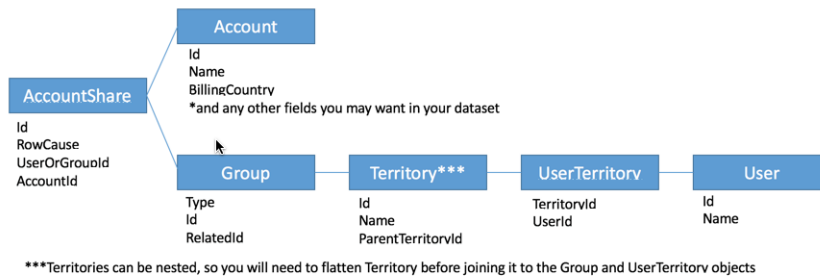 Account
Id
Name
BillingCountry
*and any other fields you may want in your dataset
AccountShare
Id
RowCause
UserOrGroupId
AccountId
Group
Type
Id
RelatedId
Territory***
Id
Name
ParentTerritoryId
UserTerritory
TerritoryId
UserId
User
Id
Name
***Territories can be nested, so you will need to flatten Territory before joining it to the Group and UserTerritory objects